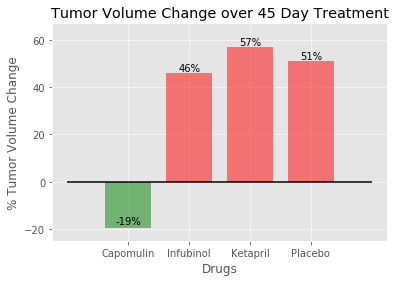 Tumor Volume Change over 45 Day Treatment
% Tumor Volume Change
60
40
20
0
−20
-19%
46%
57%
51%
Capomulin
Infubinol
Ketapril
Placebo
Drugs